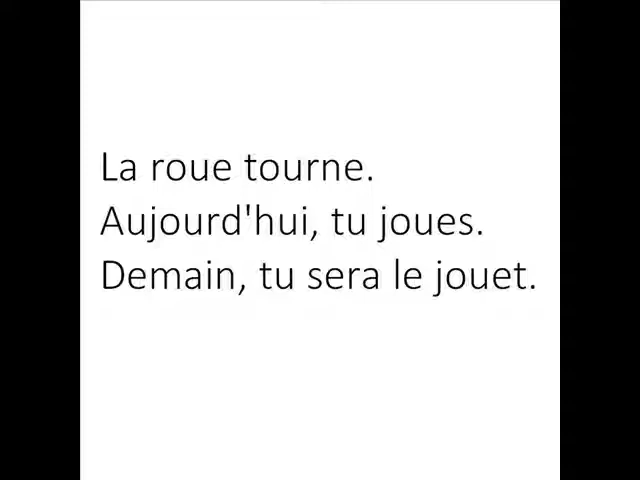 La roue tourne.
Aujourd'hui, tu joues.
Demain, tu sera le jouet.